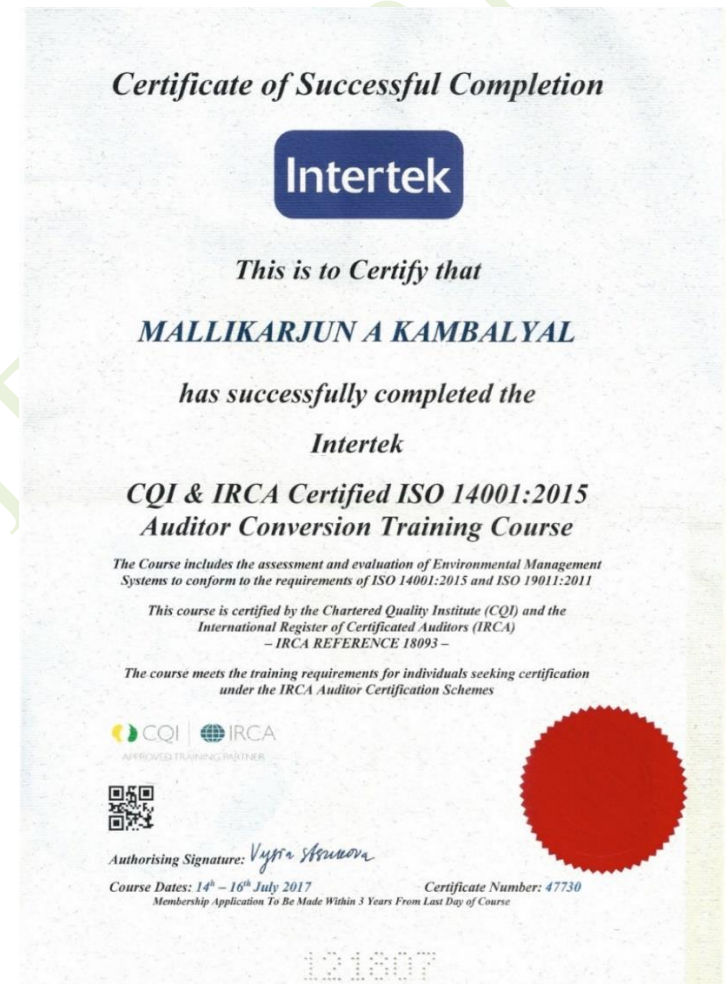 Certificate of Successful Completion
Intertek
This is to Certify that
MALLIKARJUN A KAMBALYAL
has successfully completed the
Intertek
CQI & IRCA Certified ISO 14001:2015
Auditor Conversion Training Course
The Course includes the assessment and evaluation of Environmental Management
Systems to conform to the requirements of ISO 14001:2015 and ISO 19011:2011
This course is certified by the Chartered Quality Institute (CQI) and the
International Register of Certificated Auditors (IRCA)
– IRCA REFERENCE 18093 –
The course meets the training requirements for individuals seeking certification
under the IRCA Auditor Certification Schemes
CQI IRCA
APPROVED TRAINING PARTNER
Authorising Signature:
Course Dates: 14h – 16th July 2017 Certificate Number: 47730
Membership Application To Be Made Within 3 Years From Last Day of Course
121807